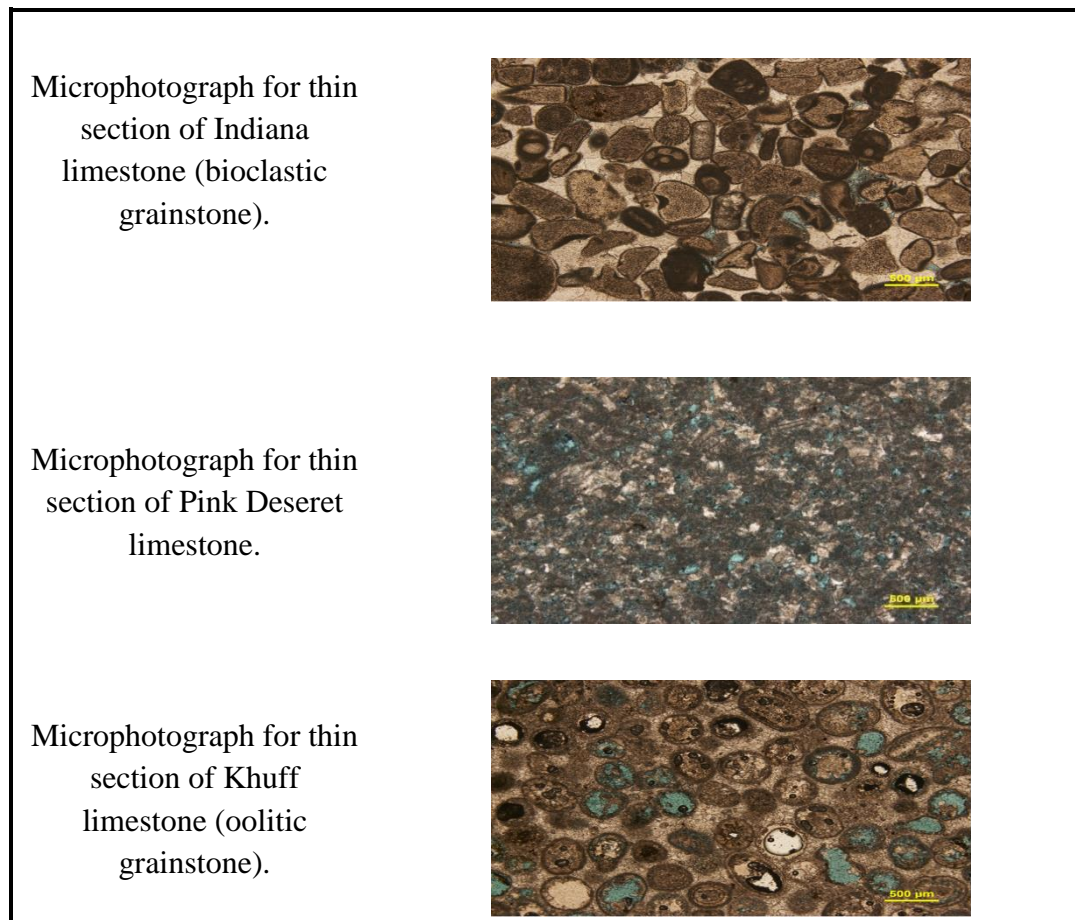 Microphotograph for thin
section of Indiana
limestone (bioclastic
grainstone).
500 µm
Microphotograph for thin
section of Pink Deseret
limestone.
500 µm
Microphotograph for thin
section of Khuff
limestone (oolitic
grainstone).
500 µm